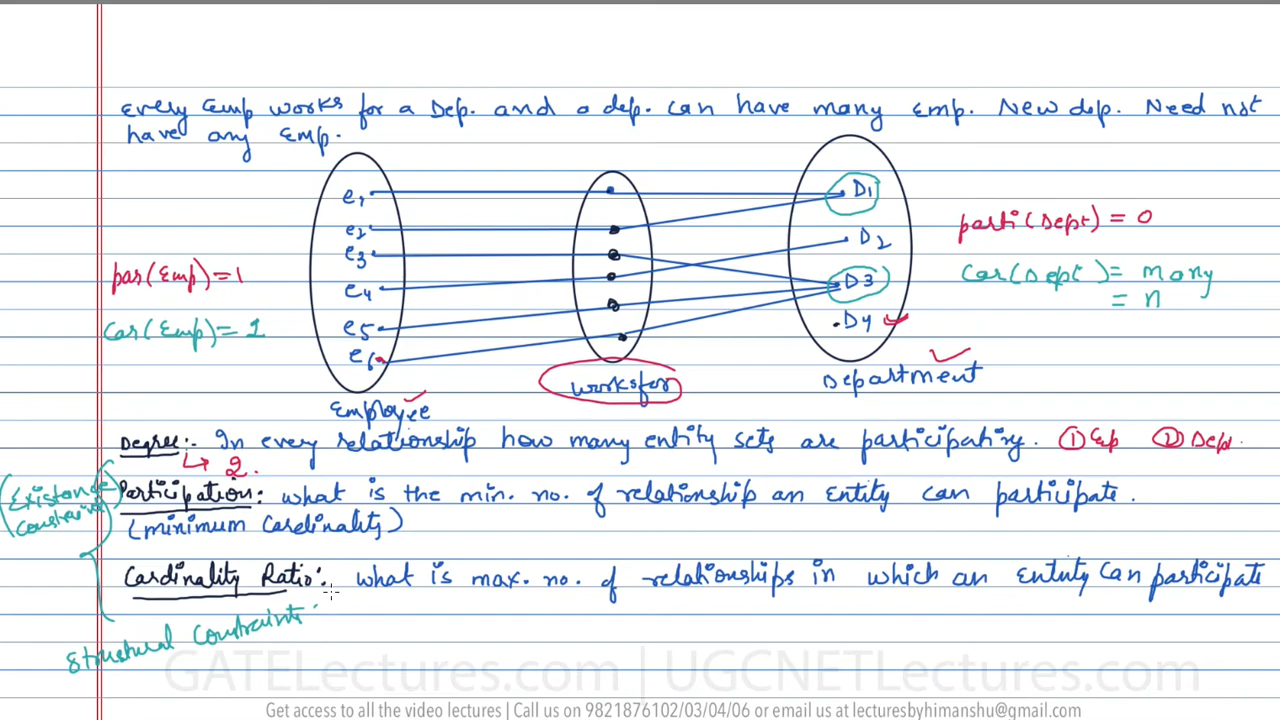 Every Emp works for a Dep. and a dep. can have many Emp. New dep. Need not
have any Emp.
e1
e2
e3
e4
e5
e6
D1
D2
D3
D4
par(Emp)=1
Car(Emp)=1
parti(Dept) = 0
Car(Dept)= many
= n
Employee
worksfor
Department
Degree:- In every relationship how many entity sets are participating. ① Emp ② Dept.
↳ 2.
(Existance
Constraint)
Participation: what is the min. no. of relationship an Entity can participate.
(minimum Cardinality)
Cardinality Ratio: what is max. no. of relationships in which an Entity Can participate
Structural Constraints:
GATELectures.com | UGCNETLectures.com
Get access to all the video lectures | Call us on 9821876102/03/04/06 or email us at lecturesbyhimanshu@gmail.com